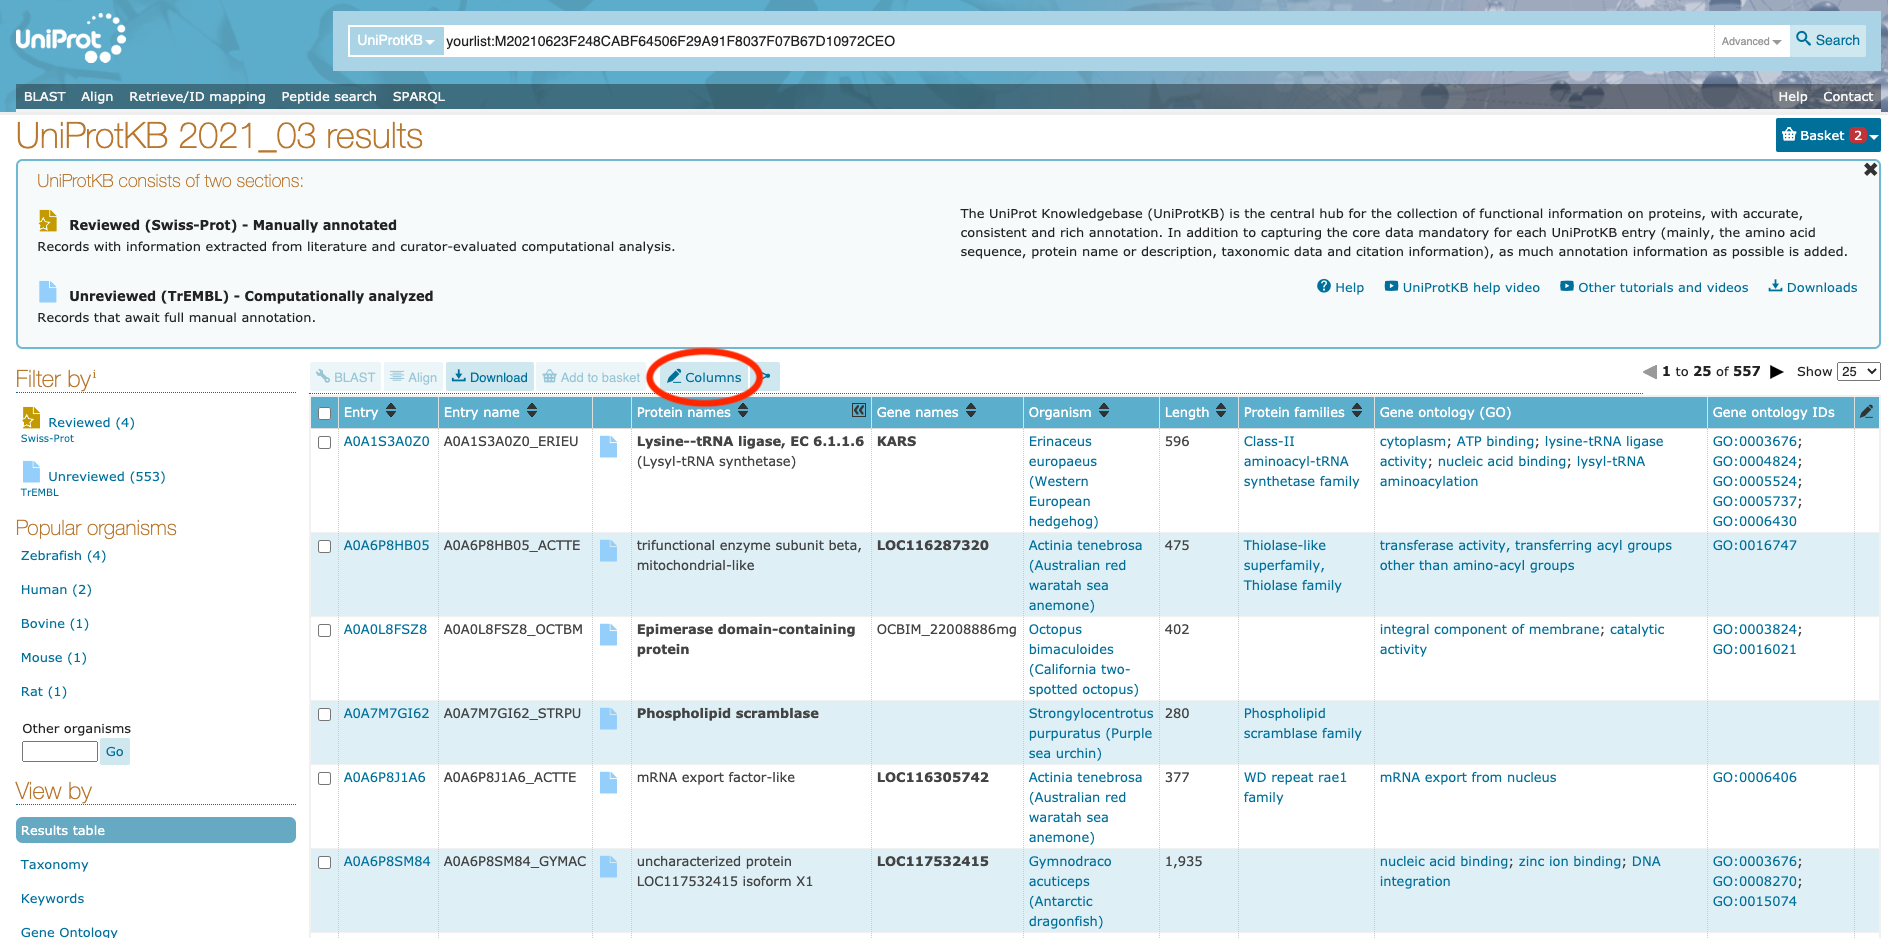 UniProt
UniProtKB
yourlist:M20210623F248CABF64506F29A91F8037F07B67D10972CEO
Advanced
Search
BLAST Align Retrieve/ID mapping Peptide search SPARQL
Help Contact
UniProtKB 2021_03 results
Basket 2
UniProtKB consists of two sections:
Reviewed (Swiss-Prot) - Manually annotated
Records with information extracted from literature and curator-evaluated computational analysis.
Unreviewed (TrEMBL) - Computationally analyzed
Records that await full manual annotation.
The UniProt Knowledgebase (UniProtKB) is the central hub for the collection of functional information on proteins, with accurate,
consistent and rich annotation. In addition to capturing the core data mandatory for each UniProtKB entry (mainly, the amino acid
sequence, protein name or description, taxonomic data and citation information), as much annotation information as possible is added.
Help UniProtKB help video Other tutorials and videos Downloads
Filter by i
Reviewed (4)
Swiss-Prot
Unreviewed (553)
TrEMBL
Popular organisms
Zebrafish (4)
Human (2)
Bovine (1)
Mouse (1)
Rat (1)
Other organisms
Go
View by
Results table
Taxonomy
Keywords
Gene Ontology
BLAST Align Download Add to basket Columns
1 to 25 of 557 Show 25
Entry Entry name Protein names Gene names Organism Length Protein families Gene ontology (GO) Gene ontology IDs
A0A1S3A0Z0 A0A1S3A0Z0_ERIEU Lysine--tRNA ligase, EC 6.1.1.6 KARS Erinaceus 596 Class-II cytoplasm; ATP binding; lysine-tRNA ligase GO:0003676;
(Lysyl-tRNA synthetase) europaeus aminoacyl-tRNA activity; nucleic acid binding; lysyl-tRNA GO:0004824;
(Western synthetase family aminoacylation GO:0005524;
European GO:0005737;
hedgehog) GO:0006430
A0A6P8HB05 A0A6P8HB05_ACTTE trifunctional enzyme subunit beta, LOC116287320 Actinia tenebrosa 475 Thiolase-like transferase activity, transferring acyl groups GO:0016747
mitochondrial-like (Australian red superfamily, other than amino-acyl groups
waratah sea Thiolase family
anemone)
A0A0L8FSZ8 A0A0L8FSZ8_OCTBM Epimerase domain-containing OCBIM_22008886mg Octopus 402 integral component of membrane; catalytic GO:0003824;
protein bimaculoides activity GO:0016021
(California two-
spotted octopus)
A0A7M7GI62 A0A7M7GI62_STRPU Phospholipid scramblase Strongylocentrotus 280 Phospholipid
purpuratus (Purple scramblase family
sea urchin)
A0A6P8J1A6 A0A6P8J1A6_ACTTE mRNA export factor-like LOC116305742 Actinia tenebrosa 377 WD repeat rae1 mRNA export from nucleus GO:0006406
(Australian red family
waratah sea
anemone)
A0A6P8SM84 A0A6P8SM84_GYMAC uncharacterized protein LOC117532415 Gymnodraco 1,935 nucleic acid binding; zinc ion binding; DNA GO:0003676;
LOC117532415 isoform X1 acuticeps integration GO:0008270;
(Antarctic GO:0015074
dragonfish)